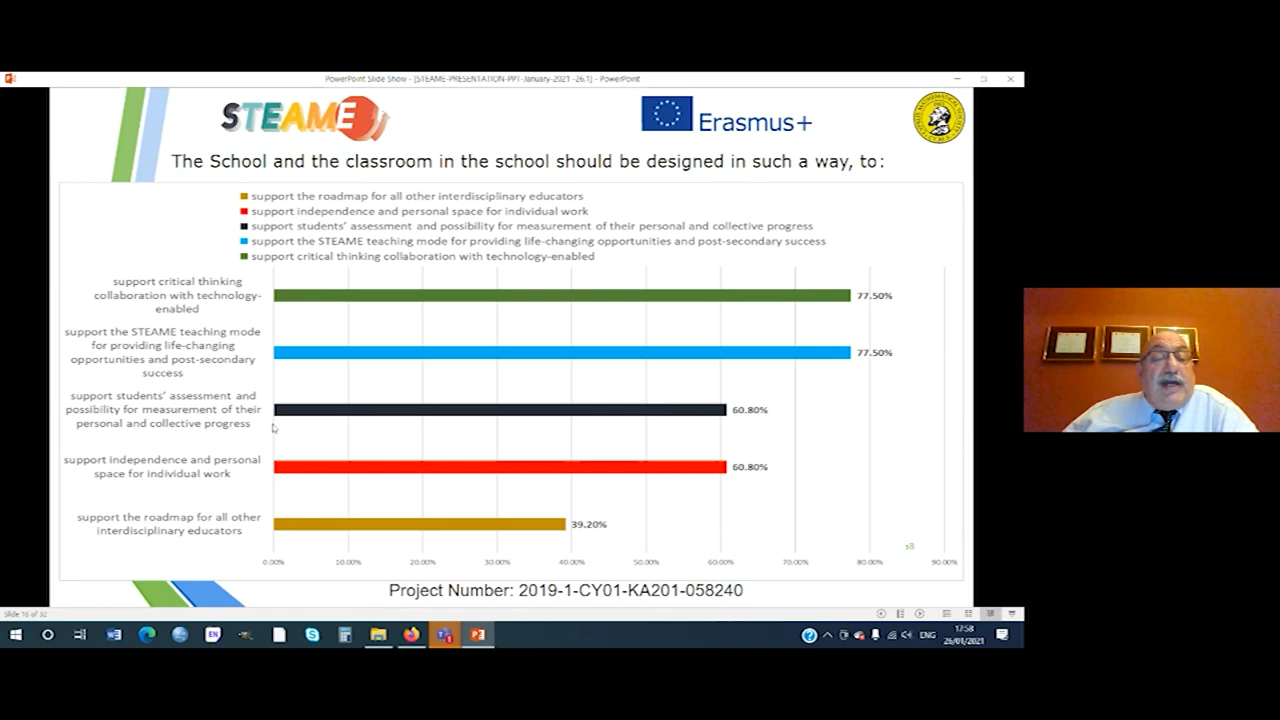 PowerPoint Slide Show - [STEAME-PRESENTATION-PPT-January-2021 -26.1] - PowerPoint
STEAME
Erasmus+
The School and the classroom in the school should be designed in such a way, to:
support the roadmap for all other interdisciplinary educators
support independence and personal space for individual work
support students’ assessment and possibility for measurement of their personal and collective progress
support the STEAME teaching mode for providing life-changing opportunities and post-secondary success
support critical thinking collaboration with technology-enabled
support critical thinking
collaboration with technology-
enabled
77.50%
support the STEAME teaching mode
for providing life-changing
opportunities and post-secondary
success
77.50%
support students’ assessment and
possibility for measurement of their
personal and collective progress
60.80%
support independence and personal
space for individual work
60.80%
support the roadmap for all other
interdisciplinary educators
39.20%
18
0.00% 10.00% 20.00% 30.00% 40.00% 50.00% 60.00% 70.00% 80.00% 90.00%
Project Number: 2019-1-CY01-KA201-058240
Slide 16 of 32
EN
ENG
17:58
26/01/2021